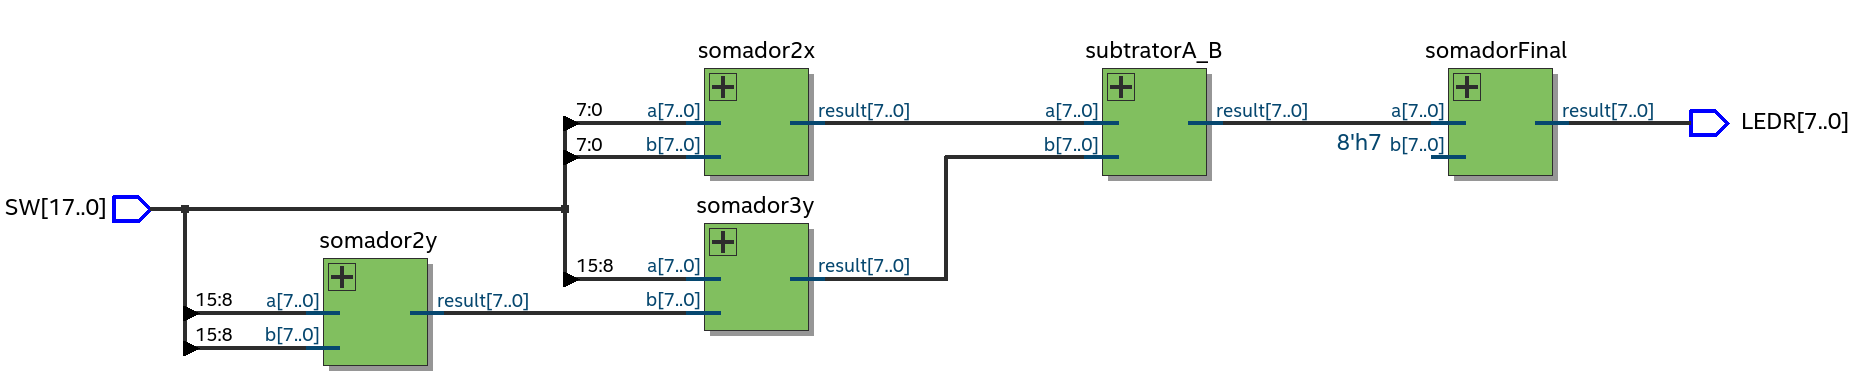 somador2x
7:0 a[7..0] result[7..0]
7:0 b[7..0]
subtratorA_B
a[7..0] result[7..0]
b[7..0]
somadorFinal
a[7..0] result[7..0]
8'h7 b[7..0]
LEDR[7..0]
SW[17..0]
somador3y
15:8 a[7..0] result[7..0]
b[7..0]
somador2y
15:8 a[7..0] result[7..0]
15:8 b[7..0]